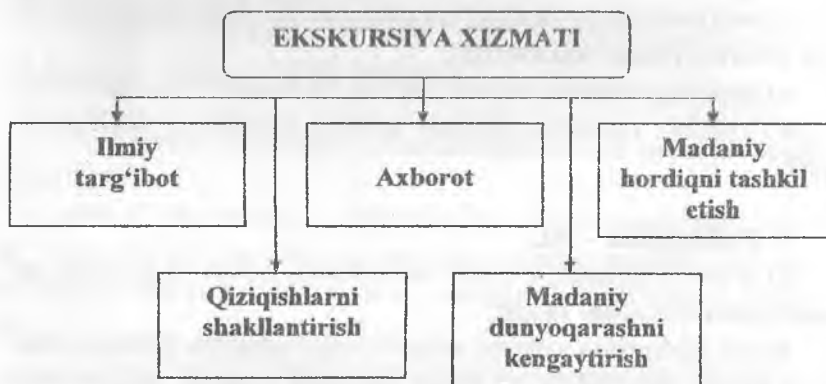 EKSKURSIYA XIZMATI
Ilmiy
targ‘ibot
Axborot
Madaniy
hordiqni tashkil
etish
Qiziqishlarni
shakllantirish
Madaniy
dunyoqarashni
kengaytirish